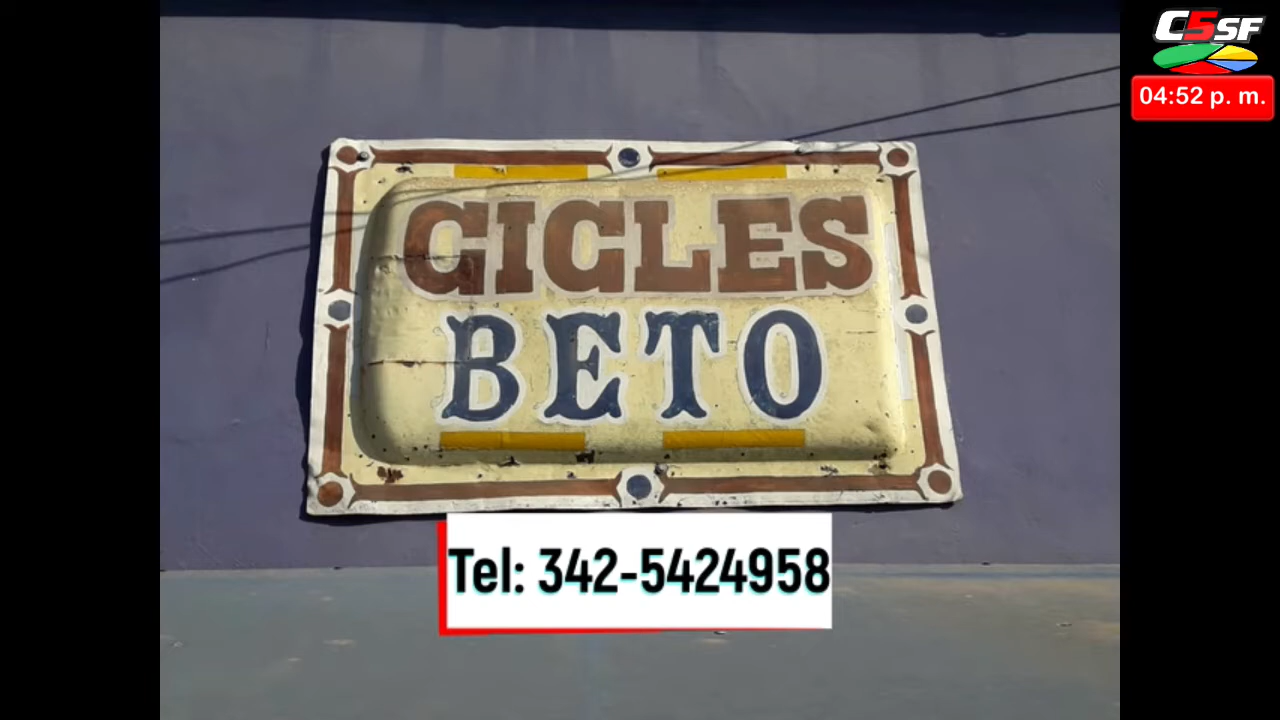 CICLES
BETO
Tel: 342-5424958
C5SF
04:52 p. m.